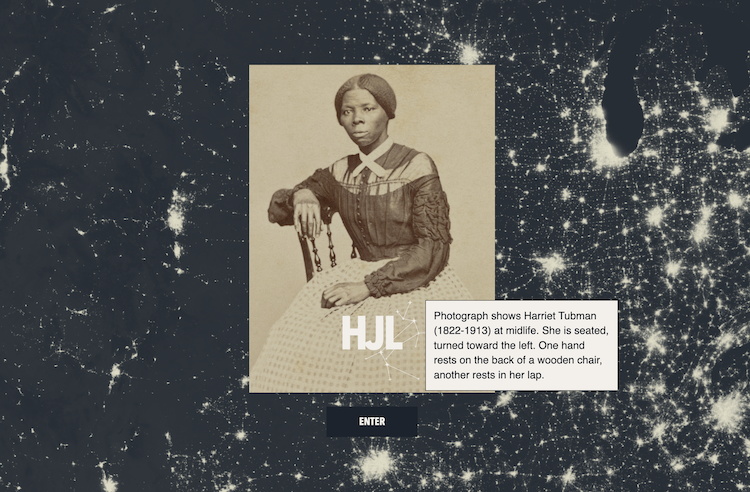 HJL
Photograph shows Harriet Tubman
(1822-1913) at midlife. She is seated,
turned toward the left. One hand
rests on the back of a wooden chair,
another rests in her lap.
ENTER